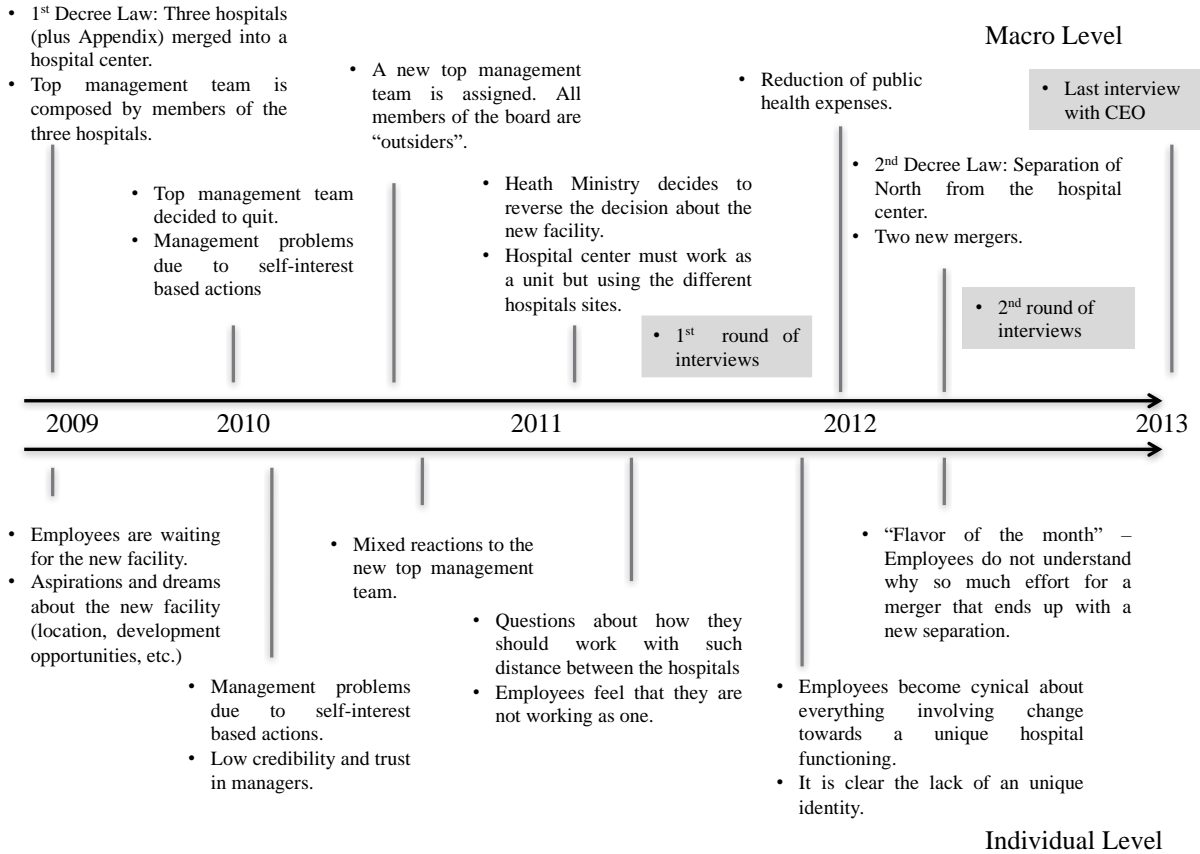 • 1st Decree Law: Three hospitals
(plus Appendix) merged into a
hospital center.
• Top management team is
composed by members of the
three hospitals.
• Top management team
decided to quit.
• Management problems
due to self-interest
based actions
• A new top management
team is assigned. All
members of the board are
“outsiders”.
• Heath Ministry decides to
reverse the decision about the
new facility.
• Hospital center must work as
a unit but using the different
hospitals sites.
• 1st round of
interviews
Macro Level
• Reduction of public
health expenses.
• 2nd Decree Law: Separation of
North from the hospital
center.
• Two new mergers.
• 2nd round of
interviews
• Last interview
with CEO
2009 2010 2011 2012 2013
• Employees are waiting
for the new facility.
• Aspirations and dreams
about the new facility
(location, development
opportunities, etc.)
• Management problems
due to self-interest
based actions.
• Low credibility and trust
in managers.
• Mixed reactions to the
new top management
team.
• Questions about how they
should work with such
distance between the hospitals
• Employees feel that they are
not working as one.
• Employees become cynical about
everything involving change
towards a unique hospital
functioning.
• It is clear the lack of an unique
identity.
• “Flavor of the month” –
Employees do not understand
why so much effort for a
merger that ends up with a
new separation.
Individual Level